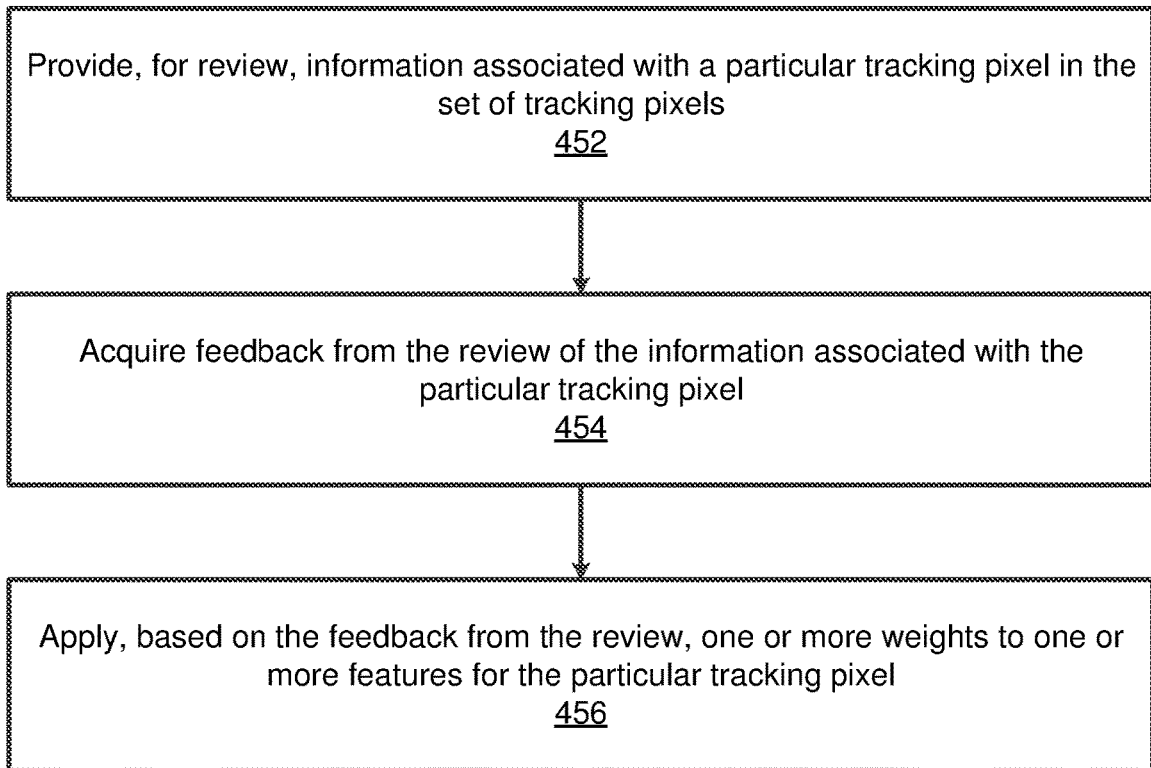 Provide, for review, information associated with a particular tracking pixel in the
set of tracking pixels
452
Acquire feedback from the review of the information associated with the
particular tracking pixel
454
Apply, based on the feedback from the review, one or more weights to one or
more features for the particular tracking pixel
456